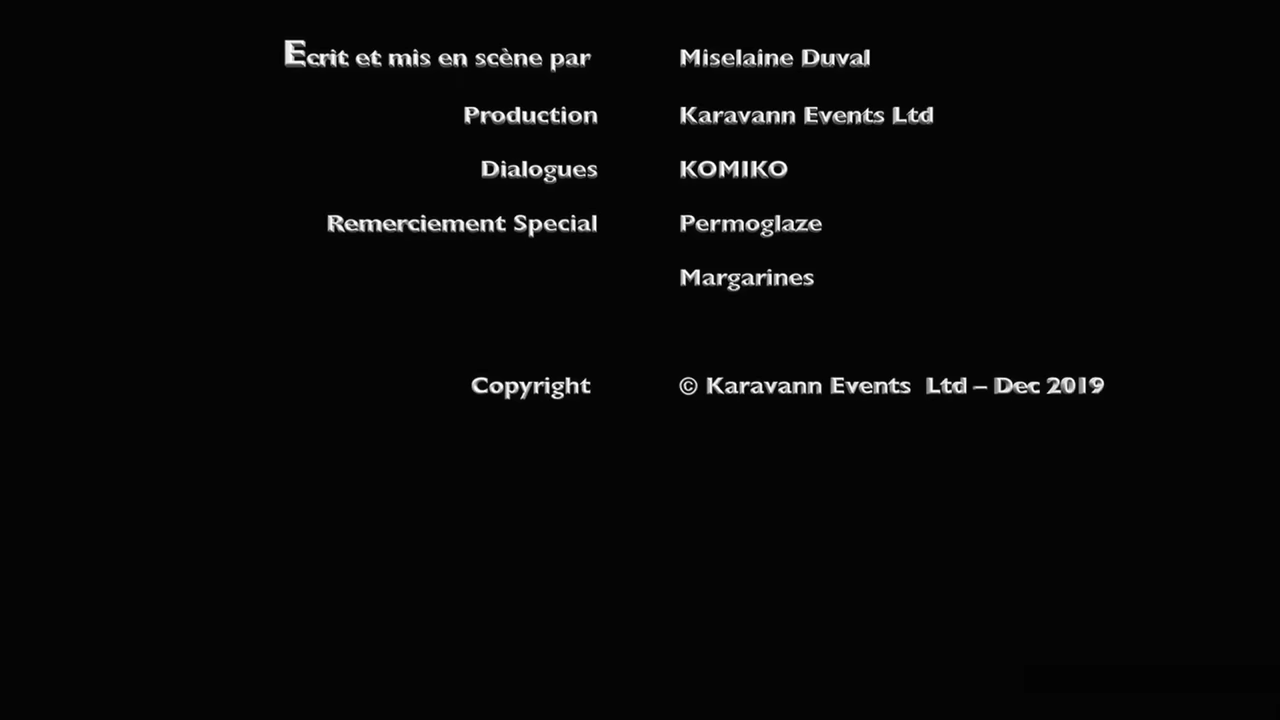 Ecrit et mis en scène par Miselaine Duval
Production Karavann Events Ltd
Dialogues KOMIKO
Remerciement Special Permoglaze
Margarines
Copyright © Karavann Events Ltd – Dec 2019